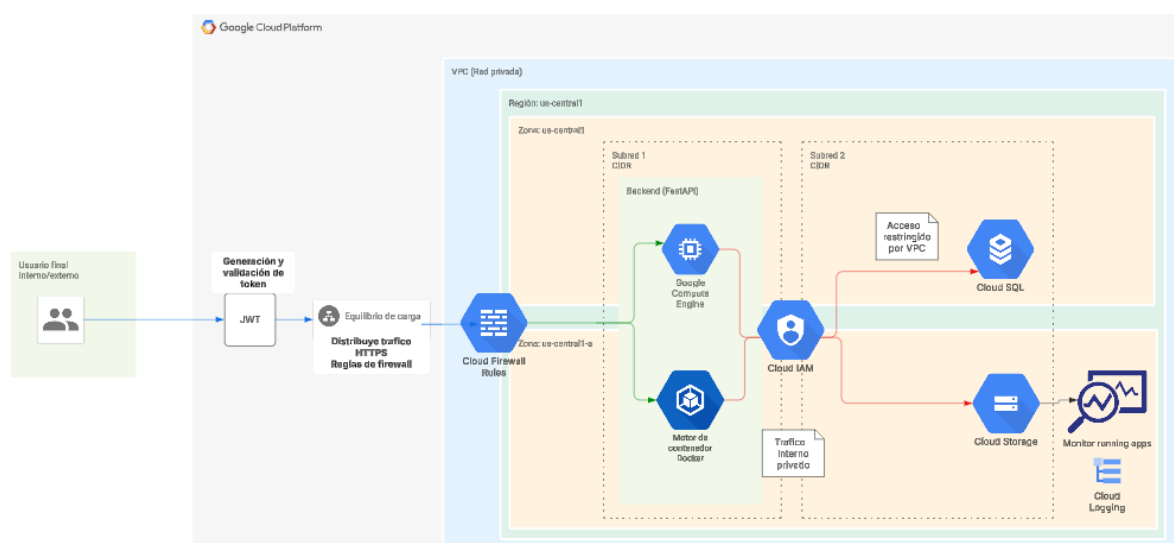 Google Cloud Platform
VPC (Red privada)
Región: us-central1
Zona: us-central1
Subred 1
CIDR
Subred 2
CIDR
Backend (FastAPI)
Acceso
restringido
por VPC
Usuario final
interno/externo
Generación y
validación de
token
JWT
Equilibrio de carga
Distribuye trafico
HTTPS
Reglas de firewall
Cloud Firewall
Rules
Google
Compute
Engine
Cloud SQL
Zona: us-central1-a
Cloud IAM
Motor de
contenedor
Docker
Trafico
interno
privado
Cloud Storage
Monitor running apps
Cloud
Logging